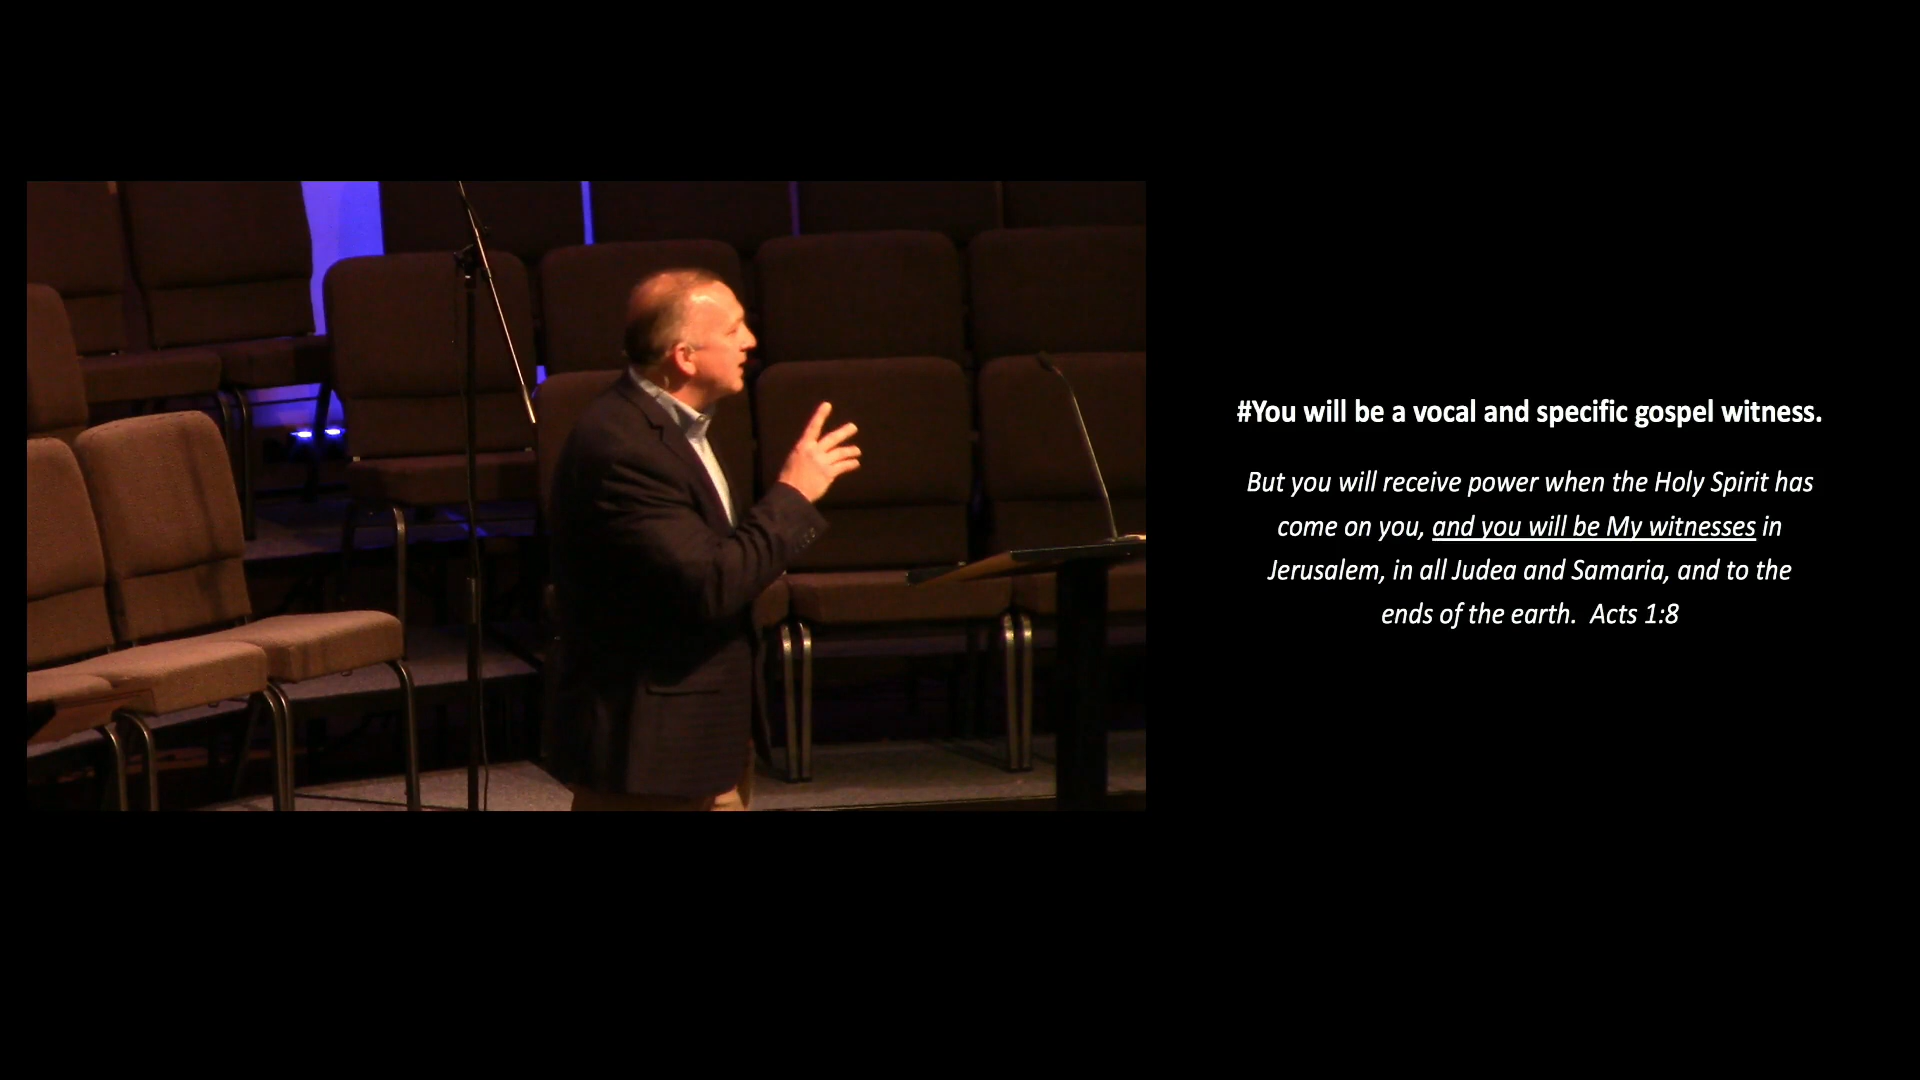 #You will be a vocal and specific gospel witness.
But you will receive power when the Holy Spirit has
come on you, and you will be My witnesses in
Jerusalem, in all Judea and Samaria, and to the
ends of the earth.  Acts 1:8